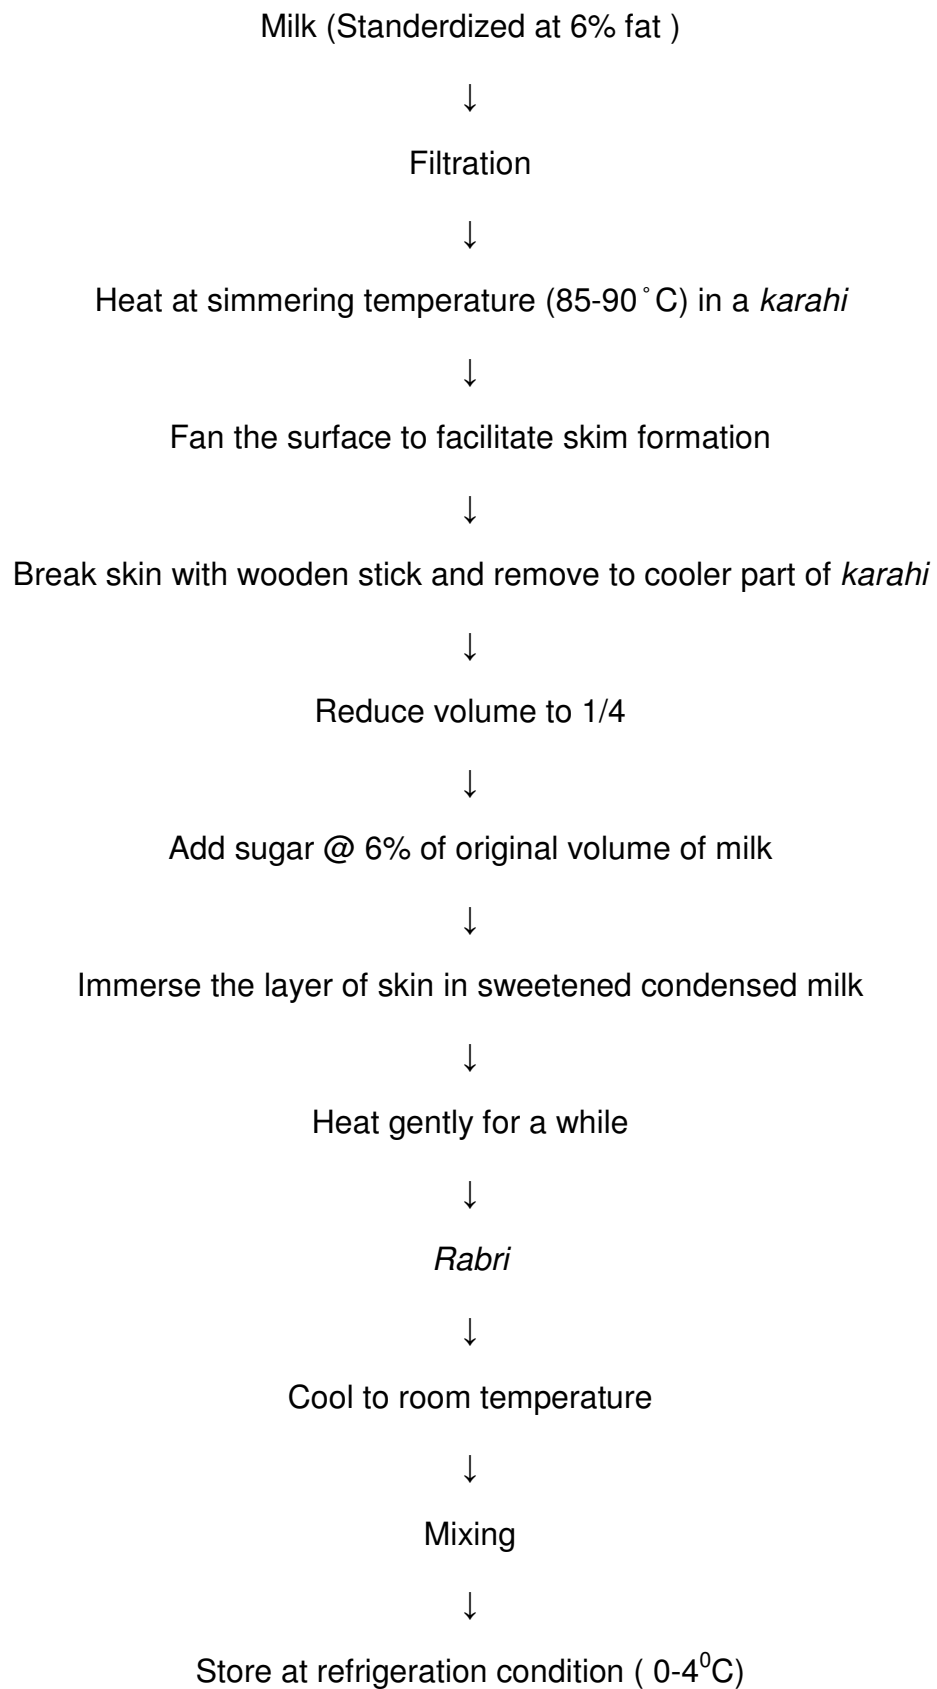 Milk (Standerdized at 6% fat )
↓
Filtration
↓
Heat at simmering temperature (85-90˚C) in a karahi
↓
Fan the surface to facilitate skim formation
↓
Break skin with wooden stick and remove to cooler part of karahi
↓
Reduce volume to 1/4
↓
Add sugar @ 6% of original volume of milk
↓
Immerse the layer of skin in sweetened condensed milk
↓
Heat gently for a while
↓
Rabri
↓
Cool to room temperature
↓
Mixing
↓
Store at refrigeration condition ( 0-4⁰C)